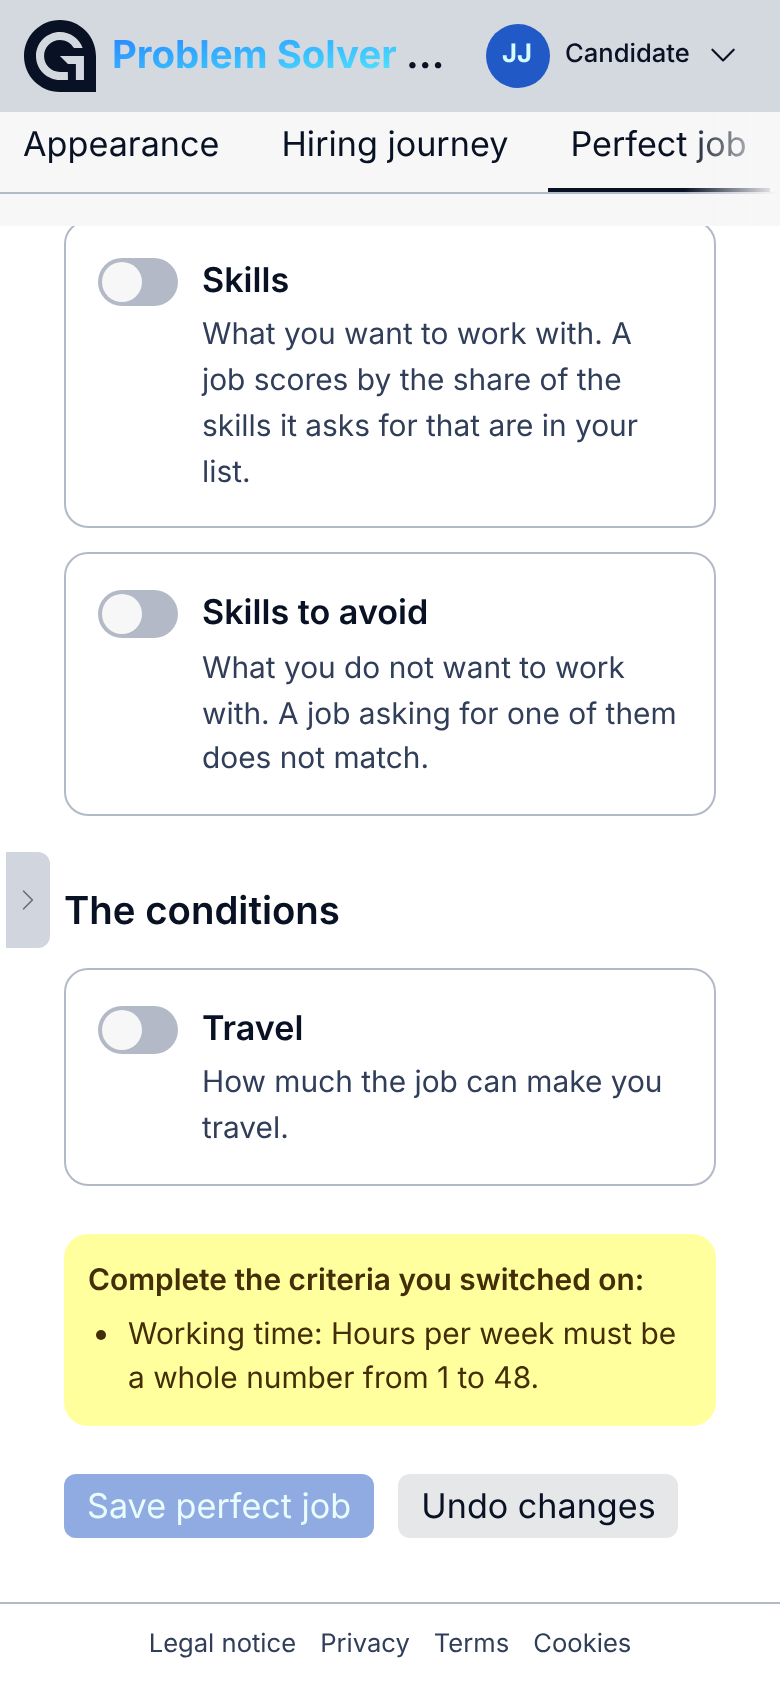 Problem Solver ...
JJ
Candidate
Appearance
Hiring journey
Perfect job
Skills
What you want to work with. A
job scores by the share of the
skills it asks for that are in your
list.
Skills to avoid
What you do not want to work
with. A job asking for one of them
does not match.
The conditions
Travel
How much the job can make you
travel.
Complete the criteria you switched on:
• Working time: Hours per week must be
a whole number from 1 to 48.
Save perfect job
Undo changes
Legal notice
Privacy
Terms
Cookies